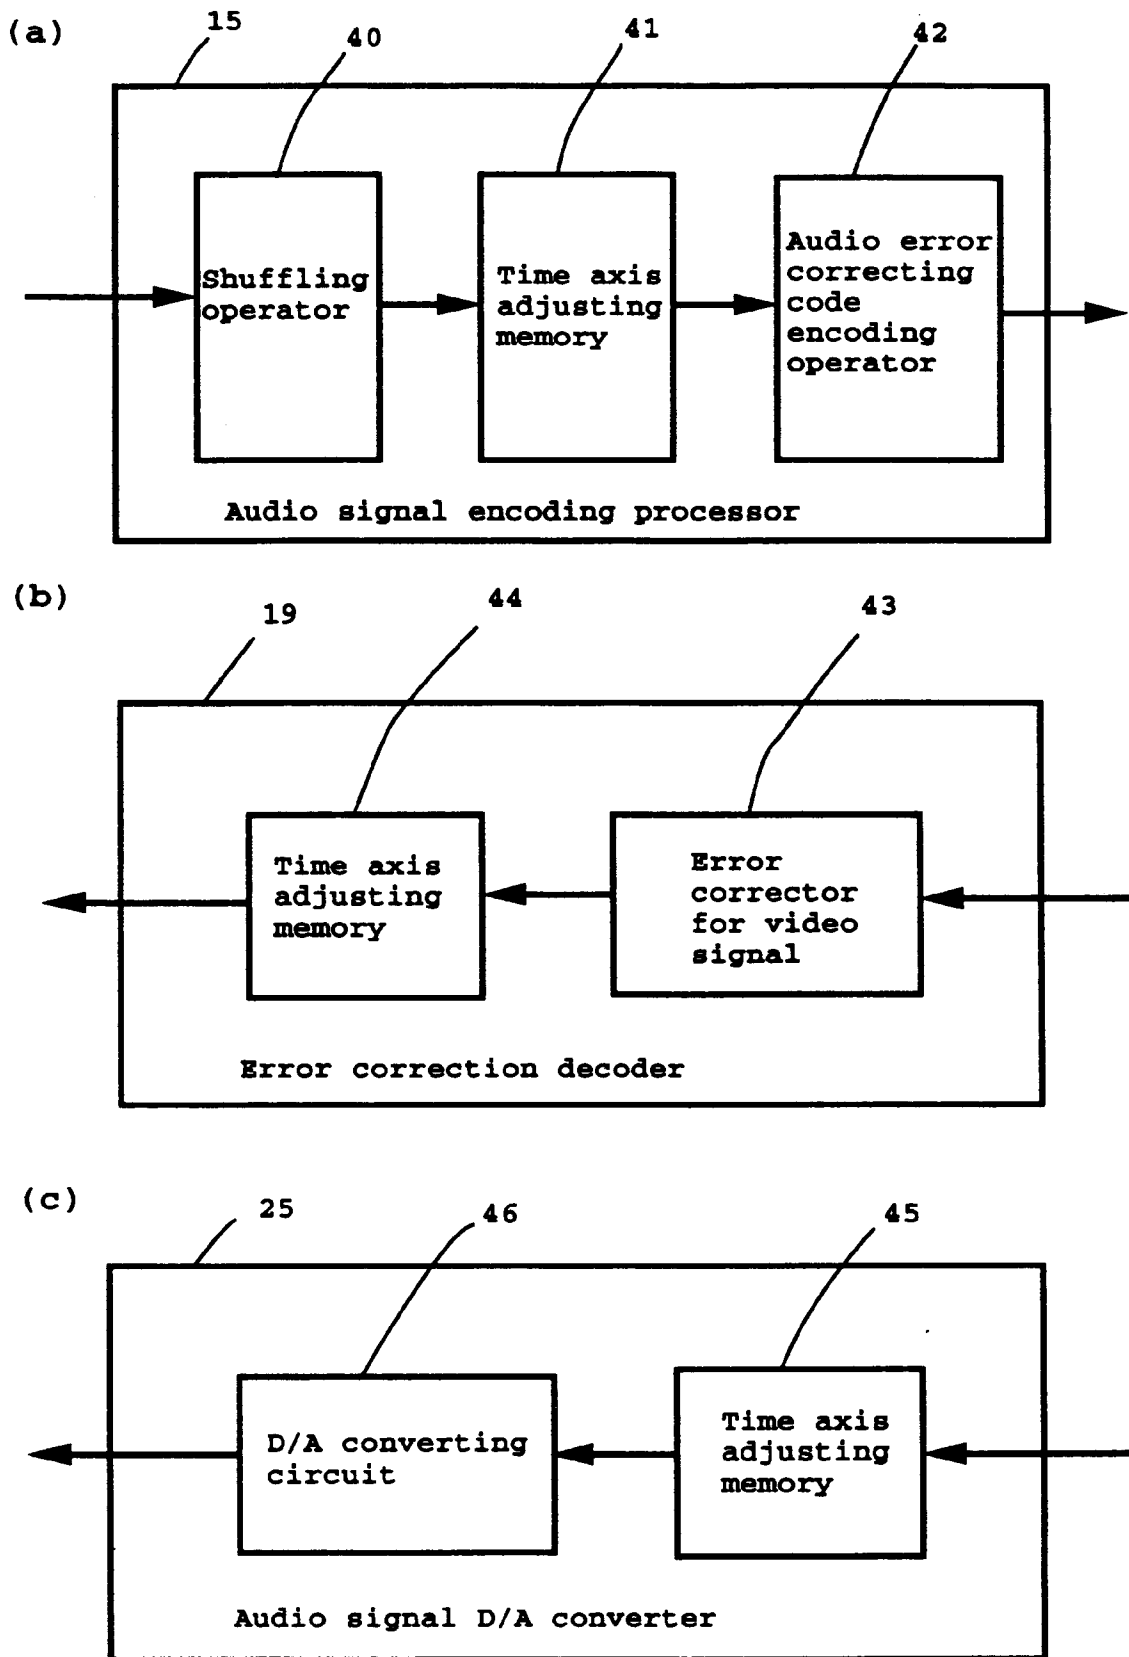 (a)
15
40
41
42
Shuffling
operator
Time axis
adjusting
memory
Audio error
correcting
code
encoding
operator
Audio signal encoding processor
(b)
19
44
43
Time axis
adjusting
memory
Error
corrector
for video
signal
Error correction decoder
(c)
25
46
45
D/A converting
circuit
Time axis
adjusting
memory
Audio signal D/A converter